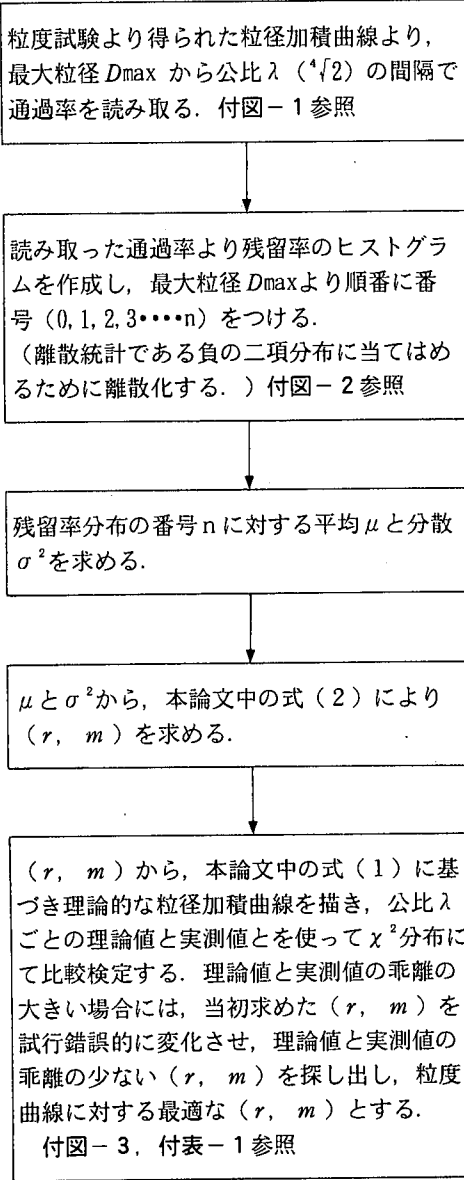 粒度試験より得られた粒径加積曲線より,
最大粒径Dmax から公比λ（⁴√2）の間隔で
通過率を読み取る．付図－1参照
読み取った通過率より残留率のヒストグラ
ムを作成し，最大粒径Dmaxより順番に番
号（0, 1, 2, 3････n）をつける．
（離散統計である負の二項分布に当てはめ
るために離散化する．）付図－2参照
残留率分布の番号nに対する平均μと分散
σ²を求める．
μとσ²から，本論文中の式（2）により
（r, m）を求める．
（r, m）から，本論文中の式（1）に基
づき理論的な粒径加積曲線を描き，公比λ
ごとの理論値と実測値とを使ってχ²分布に
て比較検定する．理論値と実測値の乖離の
大きい場合には，当初求めた（r, m）を
試行錯誤的に変化させ，理論値と実測値の
乖離の少ない（r, m）を探し出し，粒度
曲線に対する最適な（r, m）とする．
付図－3，付表－1参照